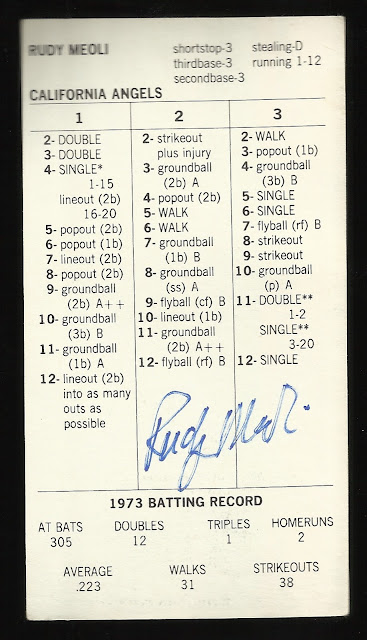 RUDY MEOLI
shortstop-3 stealing-D
thirdbase-3 running 1-12
secondbase-3
CALIFORNIA ANGELS
1
2- DOUBLE
3- DOUBLE
4- SINGLE*
1-15
lineout (2b)
16-20
5- popout (2b)
6- popout (1b)
7- lineout (2b)
8- popout (2b)
9- groundball
(2b) A++
10- groundball
(3b) B
11- groundball
(1b) A
12- lineout (2b)
into as many
outs as
possible
2
2- strikeout
plus injury
3- groundball
(2b) A
4- popout (2b)
5- WALK
6- WALK
7- groundball
(1b) B
8- groundball
(ss) A
9- flyball (cf) B
10- lineout (1b)
11- groundball
(2b) A++
12- flyball (rf) B
3
2- WALK
3- popout (1b)
4- groundball
(3b) B
5- SINGLE
6- SINGLE
7- flyball (rf) B
8- strikeout
9- strikeout
10- groundball
(p) A
11- DOUBLE**
1-2
SINGLE**
3-20
12- SINGLE
Rudy Meoli
1973 BATTING RECORD
AT BATS DOUBLES TRIPLES HOMERUNS
305 12 1 2
AVERAGE WALKS STRIKEOUTS
.223 31 38